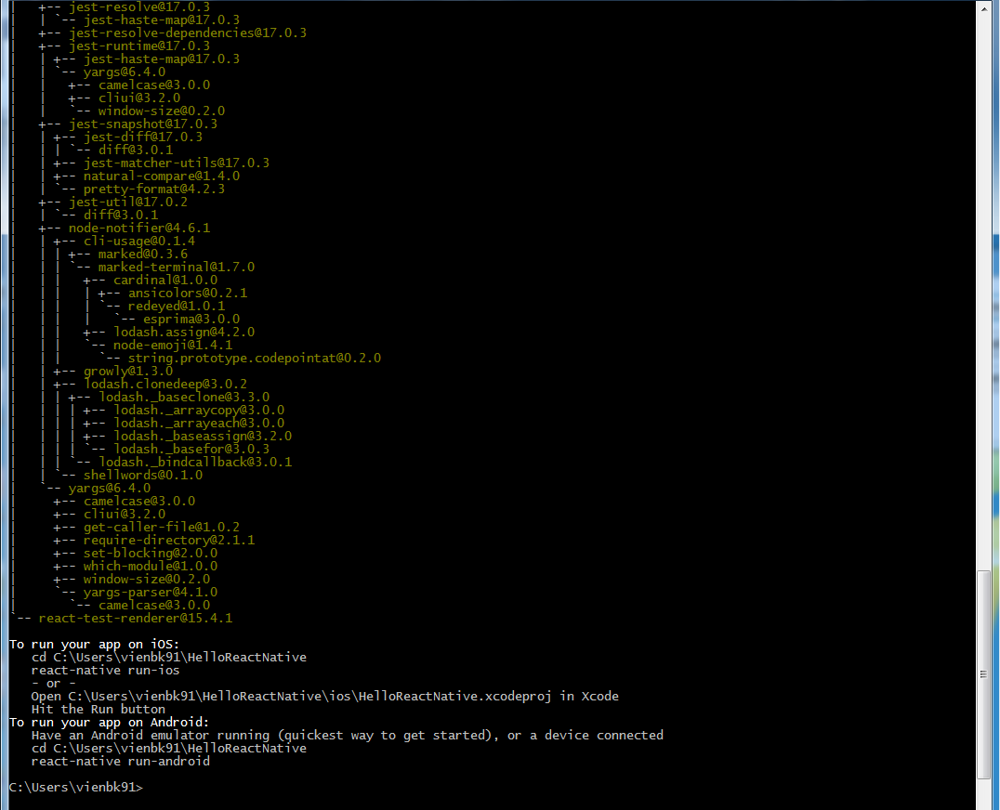 |   +-- jest-resolve@17.0.3
|   | `-- jest-haste-map@17.0.3
|   +-- jest-resolve-dependencies@17.0.3
|   +-- jest-runtime@17.0.3
|   | +-- jest-haste-map@17.0.3
|   | `-- yargs@6.4.0
|   |   +-- camelcase@3.0.0
|   |   +-- cliui@3.2.0
|   |   `-- window-size@0.2.0
|   +-- jest-snapshot@17.0.3
|   | +-- jest-diff@17.0.3
|   | | `-- diff@3.0.1
|   | +-- jest-matcher-utils@17.0.3
|   | +-- natural-compare@1.4.0
|   | `-- pretty-format@4.2.3
|   +-- jest-util@17.0.2
|   | `-- diff@3.0.1
|   +-- node-notifier@4.6.1
|   | +-- cli-usage@0.1.4
|   | | +-- marked@0.3.6
|   | | `-- marked-terminal@1.7.0
|   | |   +-- cardinal@1.0.0
|   | |   | +-- ansicolors@0.2.1
|   | |   | `-- redeyed@1.0.1
|   | |   |   `-- esprima@3.0.0
|   | |   +-- lodash.assign@4.2.0
|   | |   `-- node-emoji@1.4.1
|   | |     `-- string.prototype.codepointat@0.2.0
|   | +-- growly@1.3.0
|   | +-- lodash.clonedeep@3.0.2
|   | | +-- lodash._baseclone@3.3.0
|   | | | +-- lodash._arraycopy@3.0.0
|   | | | +-- lodash._arrayeach@3.0.0
|   | | | +-- lodash._baseassign@3.2.0
|   | | | `-- lodash._basefor@3.0.3
|   | | `-- lodash._bindcallback@3.0.1
|   | `-- shellwords@0.1.0
|   `-- yargs@6.4.0
|     +-- camelcase@3.0.0
|     +-- cliui@3.2.0
|     +-- get-caller-file@1.0.2
|     +-- require-directory@2.1.1
|     +-- set-blocking@2.0.0
|     +-- which-module@1.0.0
|     +-- window-size@0.2.0
|     `-- yargs-parser@4.1.0
|       `-- camelcase@3.0.0
`-- react-test-renderer@15.4.1
To run your app on iOS:
   cd C:\Users\vienbk91\HelloReactNative
   react-native run-ios
   - or -
   Open C:\Users\vienbk91\HelloReactNative\ios\HelloReactNative.xcodeproj in Xcode
   Hit the Run button
To run your app on Android:
   Have an Android emulator running (quickest way to get started), or a device connected
   cd C:\Users\vienbk91\HelloReactNative
   react-native run-android
C:\Users\vienbk91>